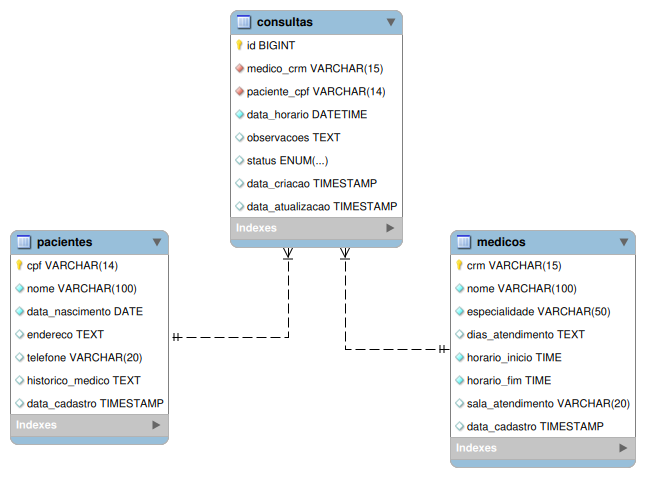 consultas
id BIGINT
medico_crm VARCHAR(15)
paciente_cpf VARCHAR(14)
data_horario DATETIME
observacoes TEXT
status ENUM(...)
data_criacao TIMESTAMP
data_atualizacao TIMESTAMP
Indexes
pacientes
cpf VARCHAR(14)
nome VARCHAR(100)
data_nascimento DATE
endereco TEXT
telefone VARCHAR(20)
historico_medico TEXT
data_cadastro TIMESTAMP
Indexes
medicos
crm VARCHAR(15)
nome VARCHAR(100)
especialidade VARCHAR(50)
dias_atendimento TEXT
horario_inicio TIME
horario_fim TIME
sala_atendimento VARCHAR(20)
data_cadastro TIMESTAMP
Indexes